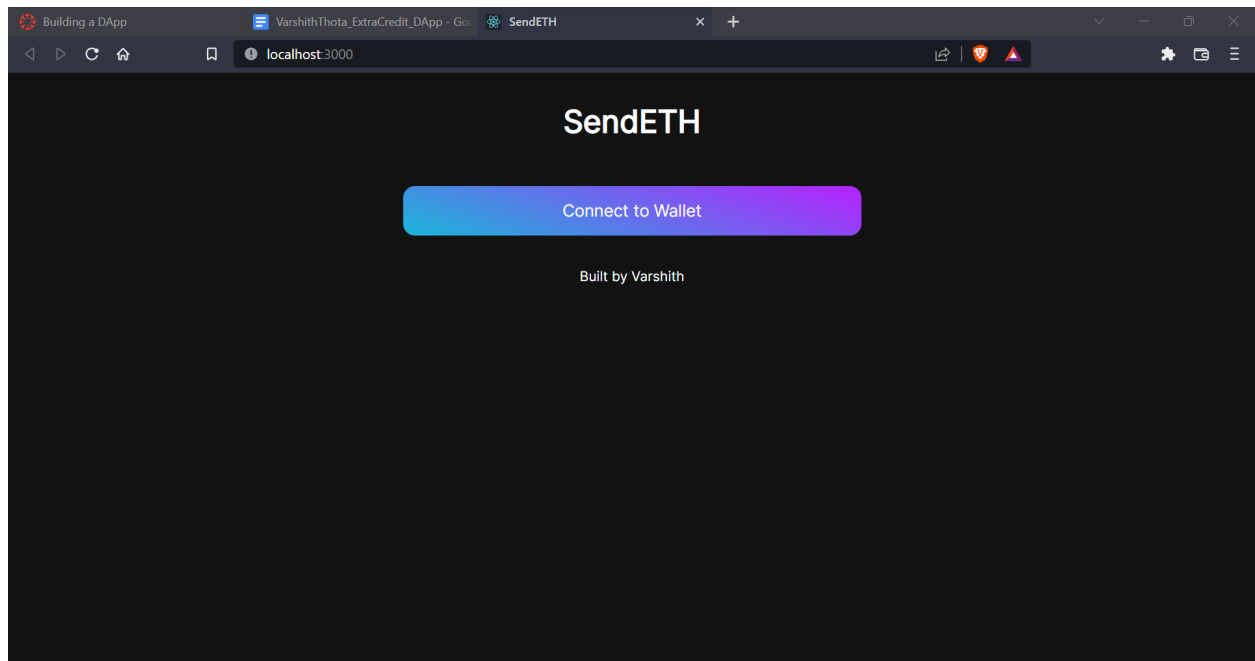 Building a DApp
VarshithThota_ExtraCredit_DApp - Goo
SendETH
localhost:3000
SendETH
Connect to Wallet
Built by Varshith